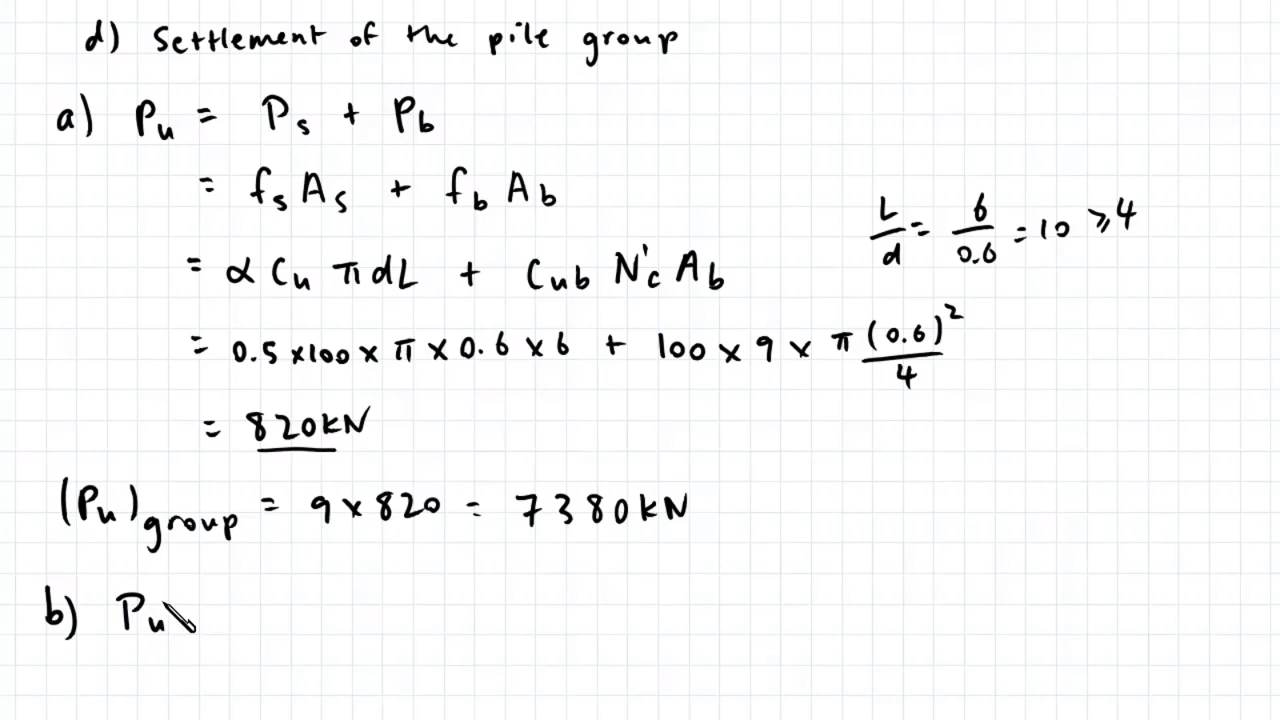 d) Settlement of the pile group
a) Pu = Ps + Pb
= fs As + fb Ab
L/d = 6/0.6 = 10 ⩾ 4
= α Cu π dL + Cub N'c Ab
= 0.5 × 100 × π × 0.6 × 6 + 100 × 9 × π (0.6)²/4
= 820kN
(Pu)group = 9 × 820 = 7380kN
b) Pu